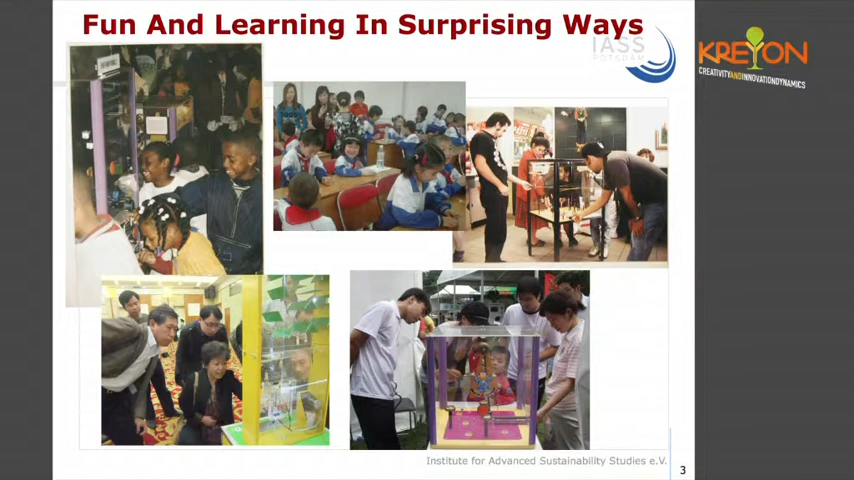 Fun And Learning In Surprising Ways
IASS
POTSDAM
KREYON
CREATIVITYANDINNOVATIONDYNAMICS
Institute for Advanced Sustainability Studies e.V.
3